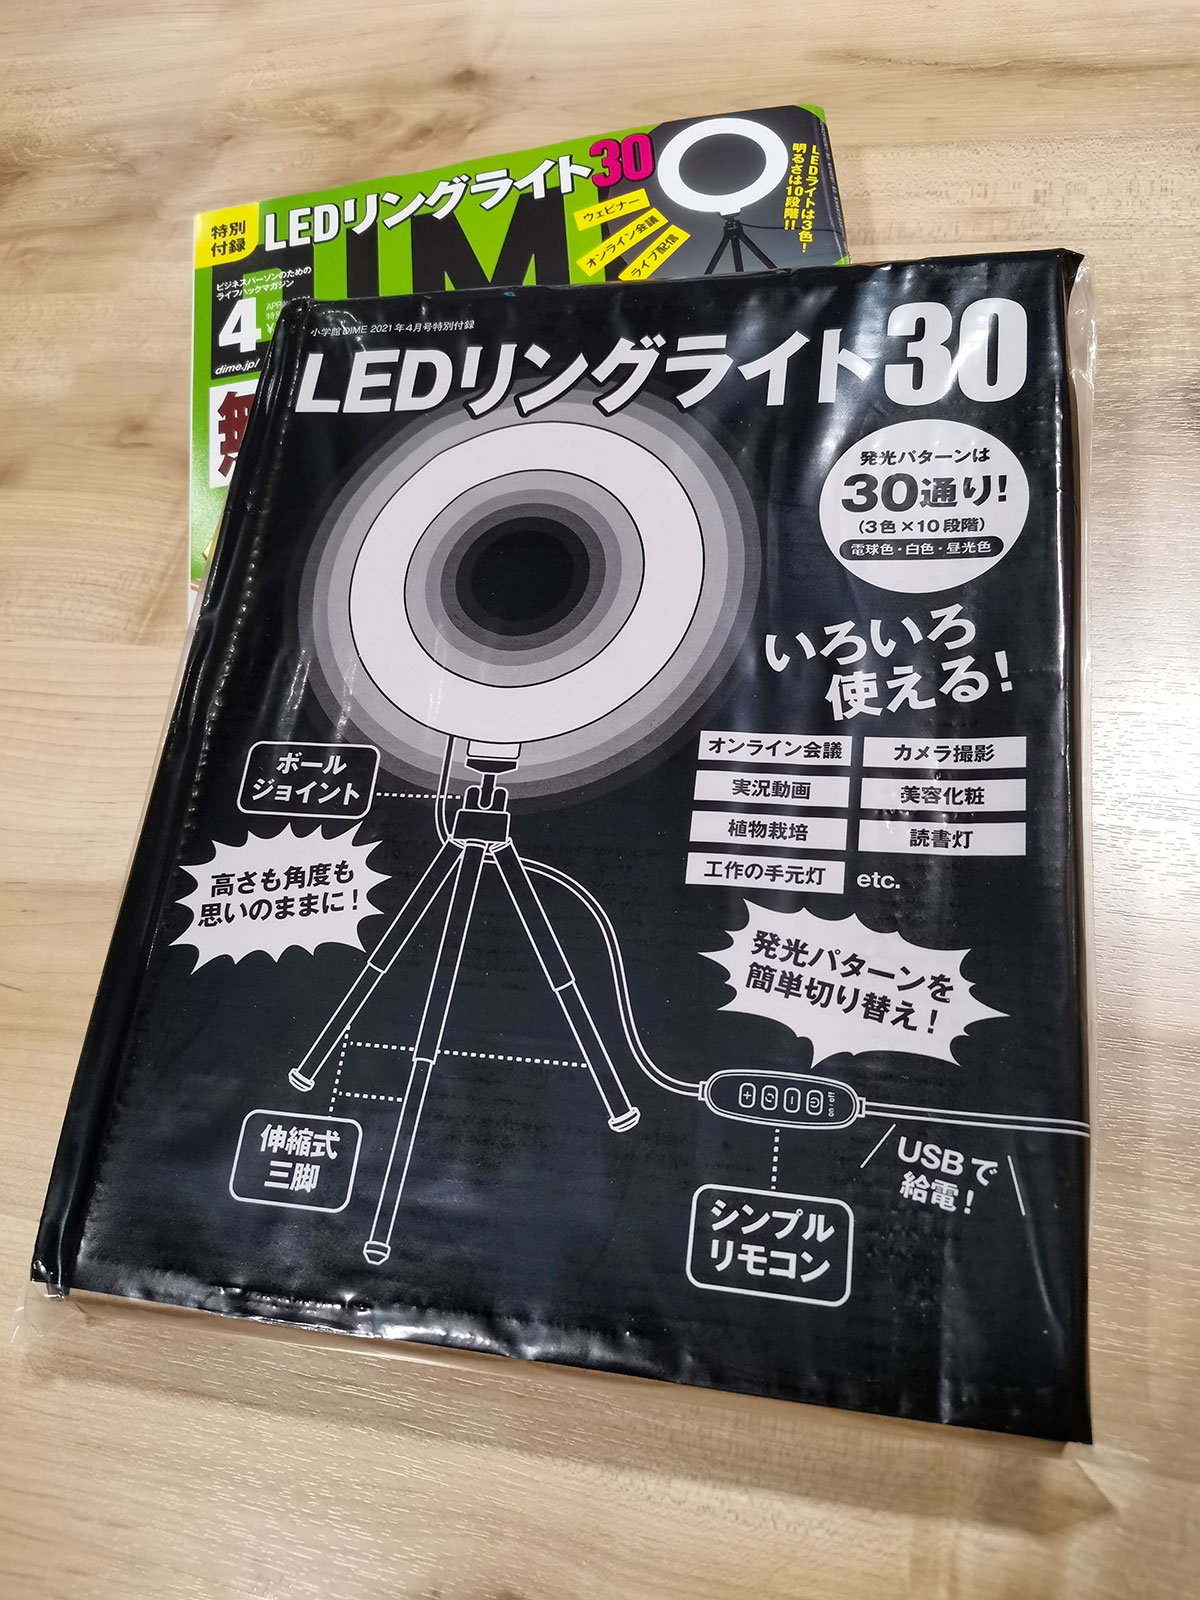 特別
付録
LEDリングライト30
ウェビナー
オンライン会議
ライブ配信
LEDライトは3色!
明るさは10段階!!
ビジネスパーソンのための
ライフハックマガジン
4
dime.jp/
無
小学館DIME 2021年4月号特別付録
LEDリングライト30
発光パターンは
30通り!
(3色×10段階)
電球色・白色・昼光色
いろいろ
使える!
オンライン会議
カメラ撮影
実況動画
美容化粧
植物栽培
読書灯
工作の手元灯
etc.
ボール
ジョイント
高さも角度も
思いのままに!
発光パターンを
簡単切り替え!
on/off
伸縮式
三脚
USBで
給電!
シンプル
リモコン